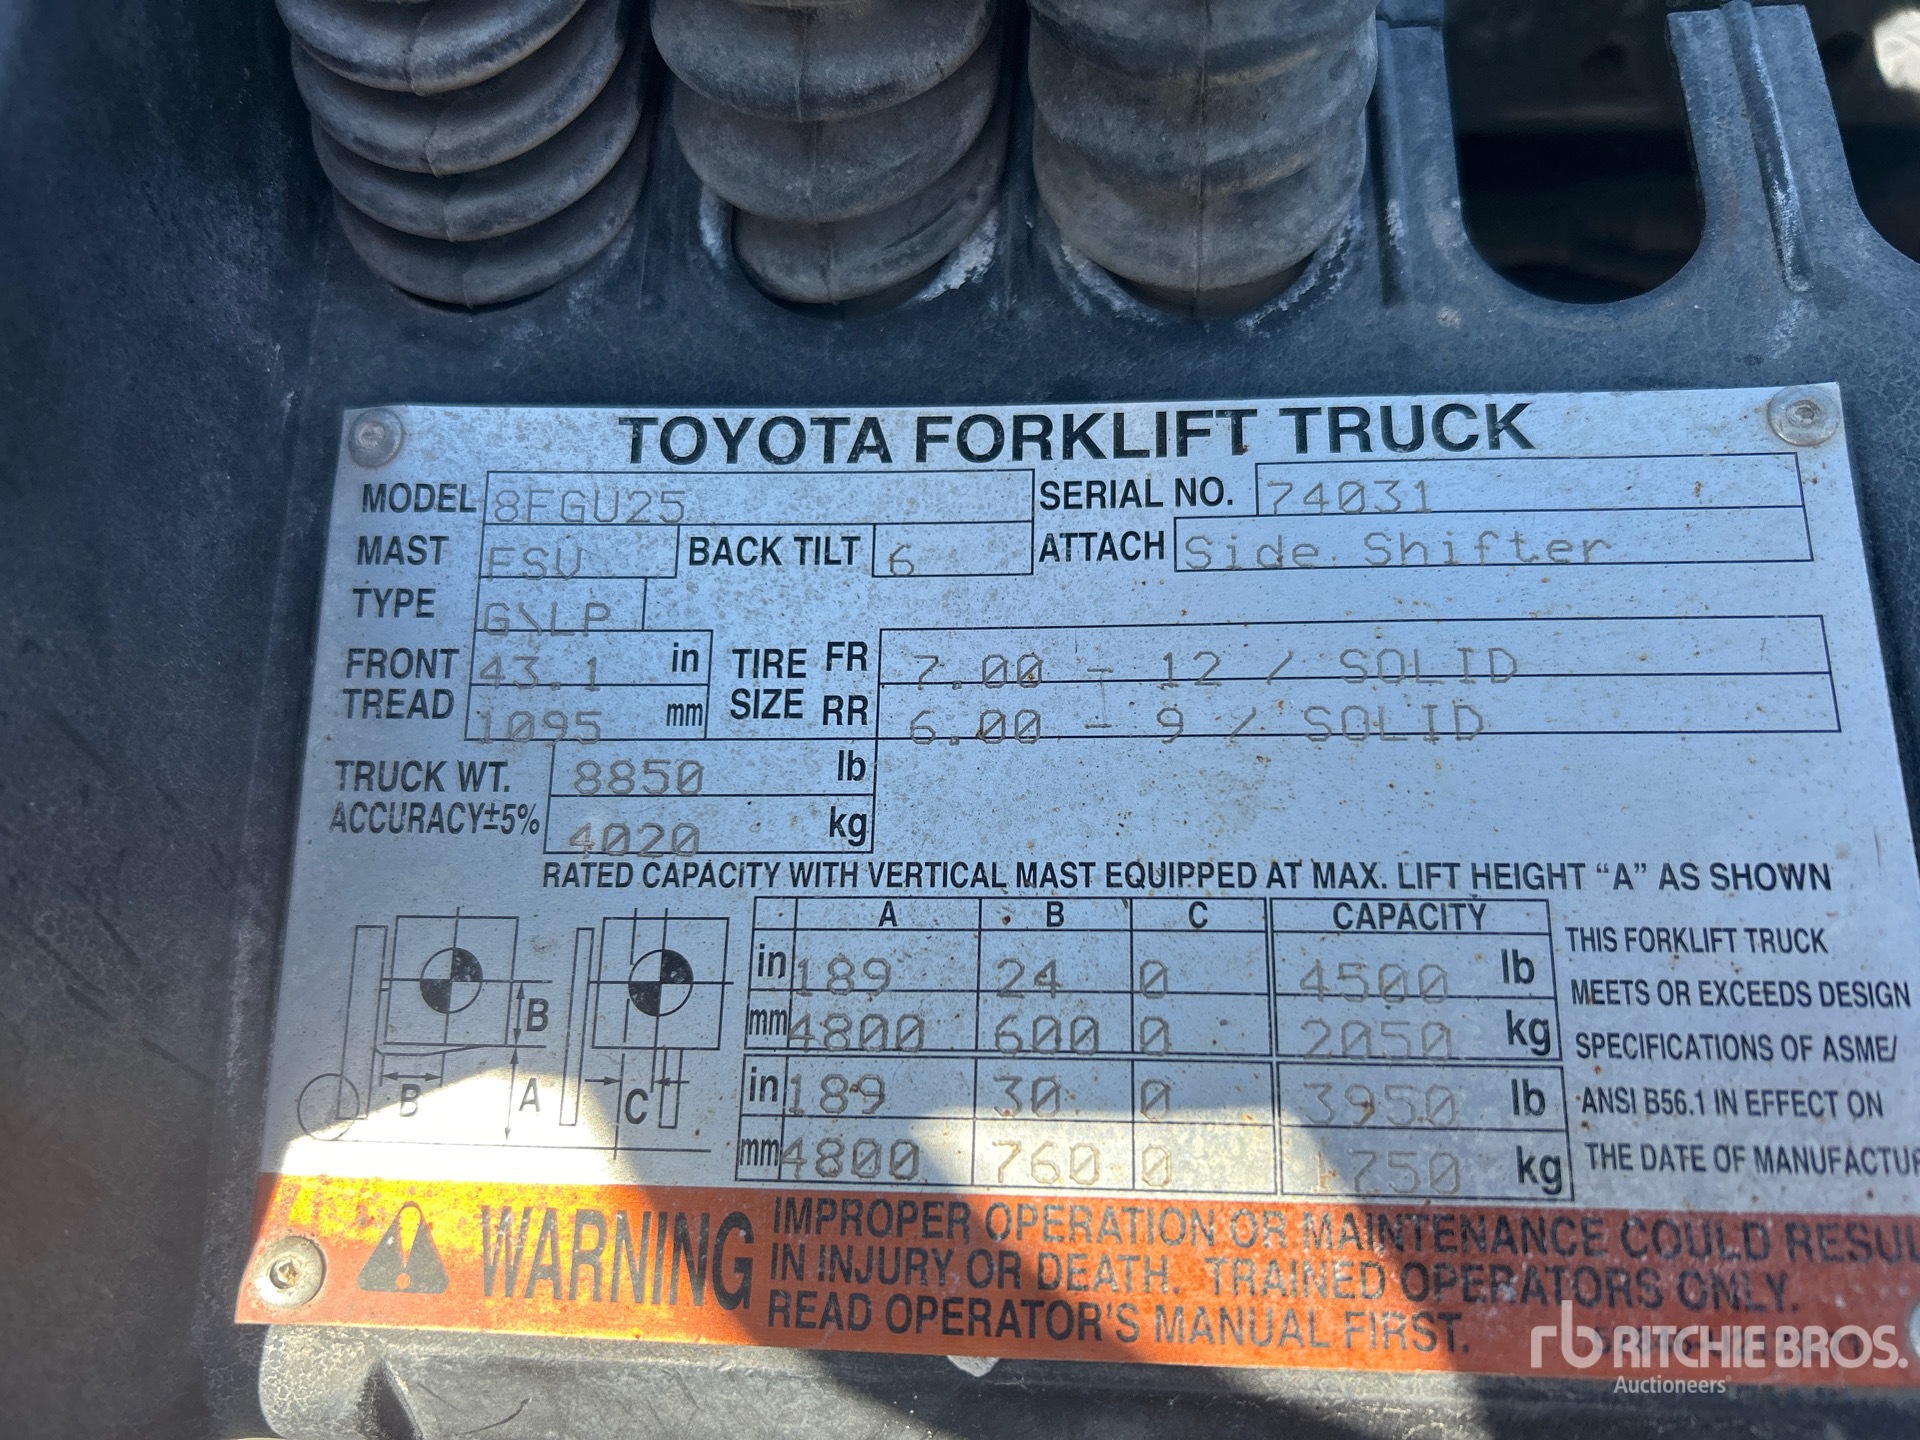 TOYOTA FORKLIFT TRUCK
MODEL 8FGU25 SERIAL NO. 74031
MAST FSV BACK TILT 6 ATTACH Side Shifter
TYPE G\LP
FRONT TREAD 43.1 in TIRE SIZE FR 7.00 - 12 / SOLID
1095 mm RR 6.00 - 9 / SOLID
TRUCK WT. 8850 lb
ACCURACY±5% 4020 kg
RATED CAPACITY WITH VERTICAL MAST EQUIPPED AT MAX. LIFT HEIGHT "A" AS SHOWN
A B C CAPACITY
in 189 24 0 4500 lb
mm 4800 600 0 2050 kg
in 189 30 0 3950 lb
mm 4800 760 0 1750 kg
B
B A C
THIS FORKLIFT TRUCK
MEETS OR EXCEEDS DESIGN
SPECIFICATIONS OF ASME/
ANSI B56.1 IN EFFECT ON
THE DATE OF MANUFACTUR
WARNING
IMPROPER OPERATION OR MAINTENANCE COULD RESUL
IN INJURY OR DEATH. TRAINED OPERATORS ONLY.
READ OPERATOR'S MANUAL FIRST.
rb RITCHIE BROS.
Auctioneers